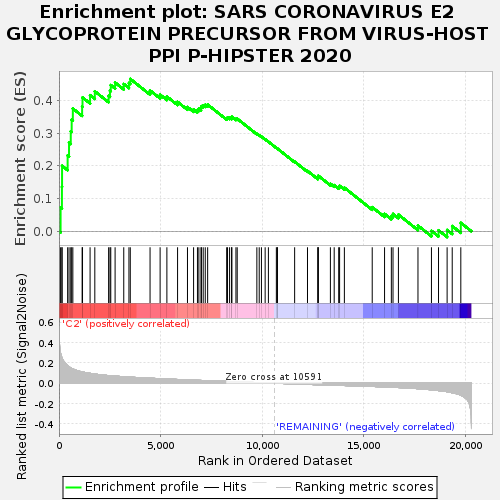 Enrichment plot: SARS CORONAVIRUS E2
GLYCOPROTEIN PRECURSOR FROM VIRUS-HOST
PPI P-HIPSTER 2020
Enrichment score (ES)
0.4
0.3
0.2
0.1
0.0
Ranked list metric (Signal2Noise)
0.6
0.4
0.2
0.0
-0.2
-0.4
'C2' (positively correlated)
Zero cross at 10591
'REMAINING' (negatively correlated)
0
5,000
10,000
15,000
20,000
Rank in Ordered Dataset
Enrichment profile
Hits
Ranking metric scores